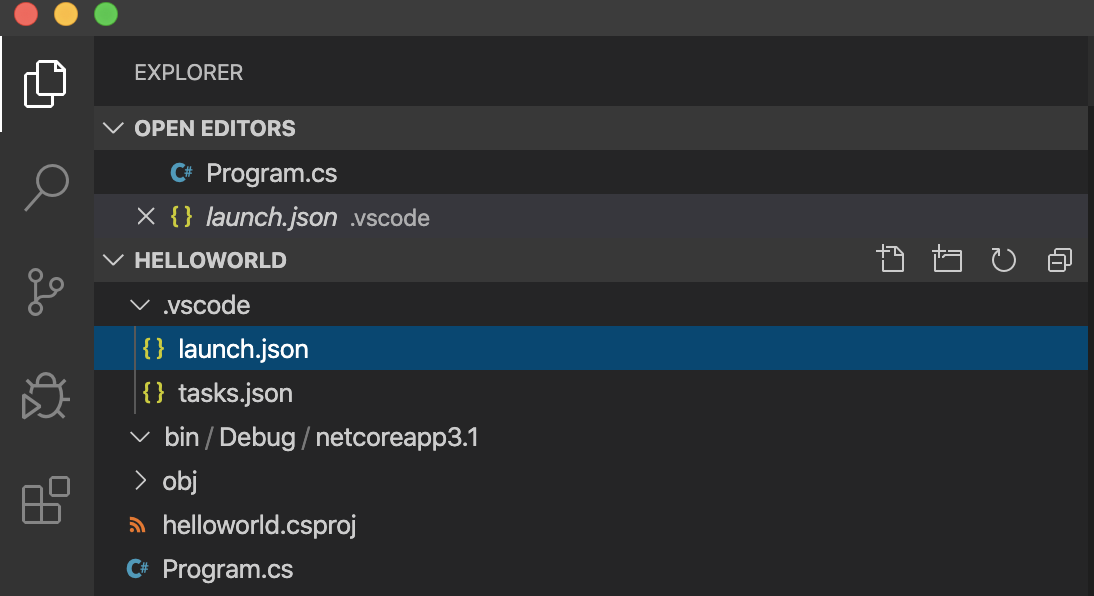 EXPLORER
OPEN EDITORS
C# Program.cs
{ } launch.json .vscode
HELLOWORLD
.vscode
{ } launch.json
{ } tasks.json
bin / Debug / netcoreapp3.1
obj
helloworld.csproj
C# Program.cs